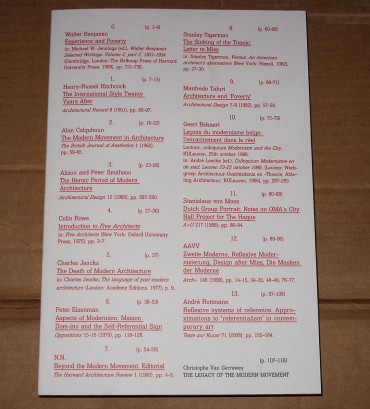 0. (p. 1-6)
Walter Benjamin
Experience and Poverty
in: Michael W. Jennings (ed.), Walter Benjamin.
Selected Writings. Volume 2, part 2, 1931-1934
(Cambridge, London: The Belknap Press of Harvard
University Press, 1999), pp. 731-736.
1. (p. 7-15)
Henry-Russell Hitchcock
The International Style Twenty
Years After
Architectural Record 8 (1951), pp. 89-97.
2. (p. 16-22)
Alan Colquhoun
The Modern Movement in Architecture
The British Journal of Aesthetics 1 (1962),
pp. 59-65.
3. (p. 23-26)
Alison and Peter Smithson
The Heroic Period of Modern
Architecture
Architectural Design 12 (1965), pp. 587-590.
4. (p. 27-36)
Colin Rowe
Introduction to Five Architects
in: Five Architects (New York: Oxford University
Press, 1975), pp. 3-7.
5. (p. 37)
Charles Jencks
The Death of Modern Architecture
in: Charles Jencks, The language of post-modern
architecture (London: Academy Editions, 1977), p. 9.
6. (p. 38-53)
Peter Eisenman
Aspects of Modernism: Maison
Dom-ino and the Self-Referential Sign
Oppositions 15-16 (1979), pp. 119-128.
7. (p. 54-59)
N.N.
Beyond the Modern Movement. Editorial
The Harvard Architecture Review 1 (1980), pp. 4-9.
8. (p. 60-68)
Stanley Tigerman
The Sinking of the Titanic.
Letter to Mies
in: Stanley Tigerman, Versus. An American
architect's alternatives (New York: Rizzoli, 1982),
pp. 27-30.
9. (p. 69-71)
Manfredo Tafuri
Architecture and 'Poverty'
Architectural Design 7-8 (1982), pp. 57-58.
10. (p. 72-79)
Geert Bekaert
Leçons du modernisme belge:
l'enracinement dans le réel
Lecture, colloquium Modernism and the City,
KULeuven, 25th october 1986.
in: André Loeckx (ed.), Colloquium Modernisme en
de stad. Leuven 23-25 oktober 1986, (Leuven: Werk-
groep Architectuur-Geschiedenis en -Theorie, Afde-
ling Architectuur, KULeuven, 1986), pp. 287-293.
11. (p. 80-88)
Stanislaus von Moos
Dutch Group Portrait. Notes on OMA's City
Hall Project for The Hague
A+U 217 (1988), pp. 86-94.
12. (p. 89-96)
AAVV
Zweite Moderne, Reflexive Moder-
nisierung, Design after Mies, Die Masken
der Moderne
Arch+ 146 (1998), pp. 14-15, 34-35, 48-49, 76-77.
13. (p. 97-106)
André Rottmann
Reflexive systems of reference. Approxi-
mations to 'referentialism' in contem-
porary art
Texte zur Kunst 71 (2008), pp. 155-164.
(p. 107-118)
Christophe Van Gerrewey
THE LEGACY OF THE MODERN MOVEMENT